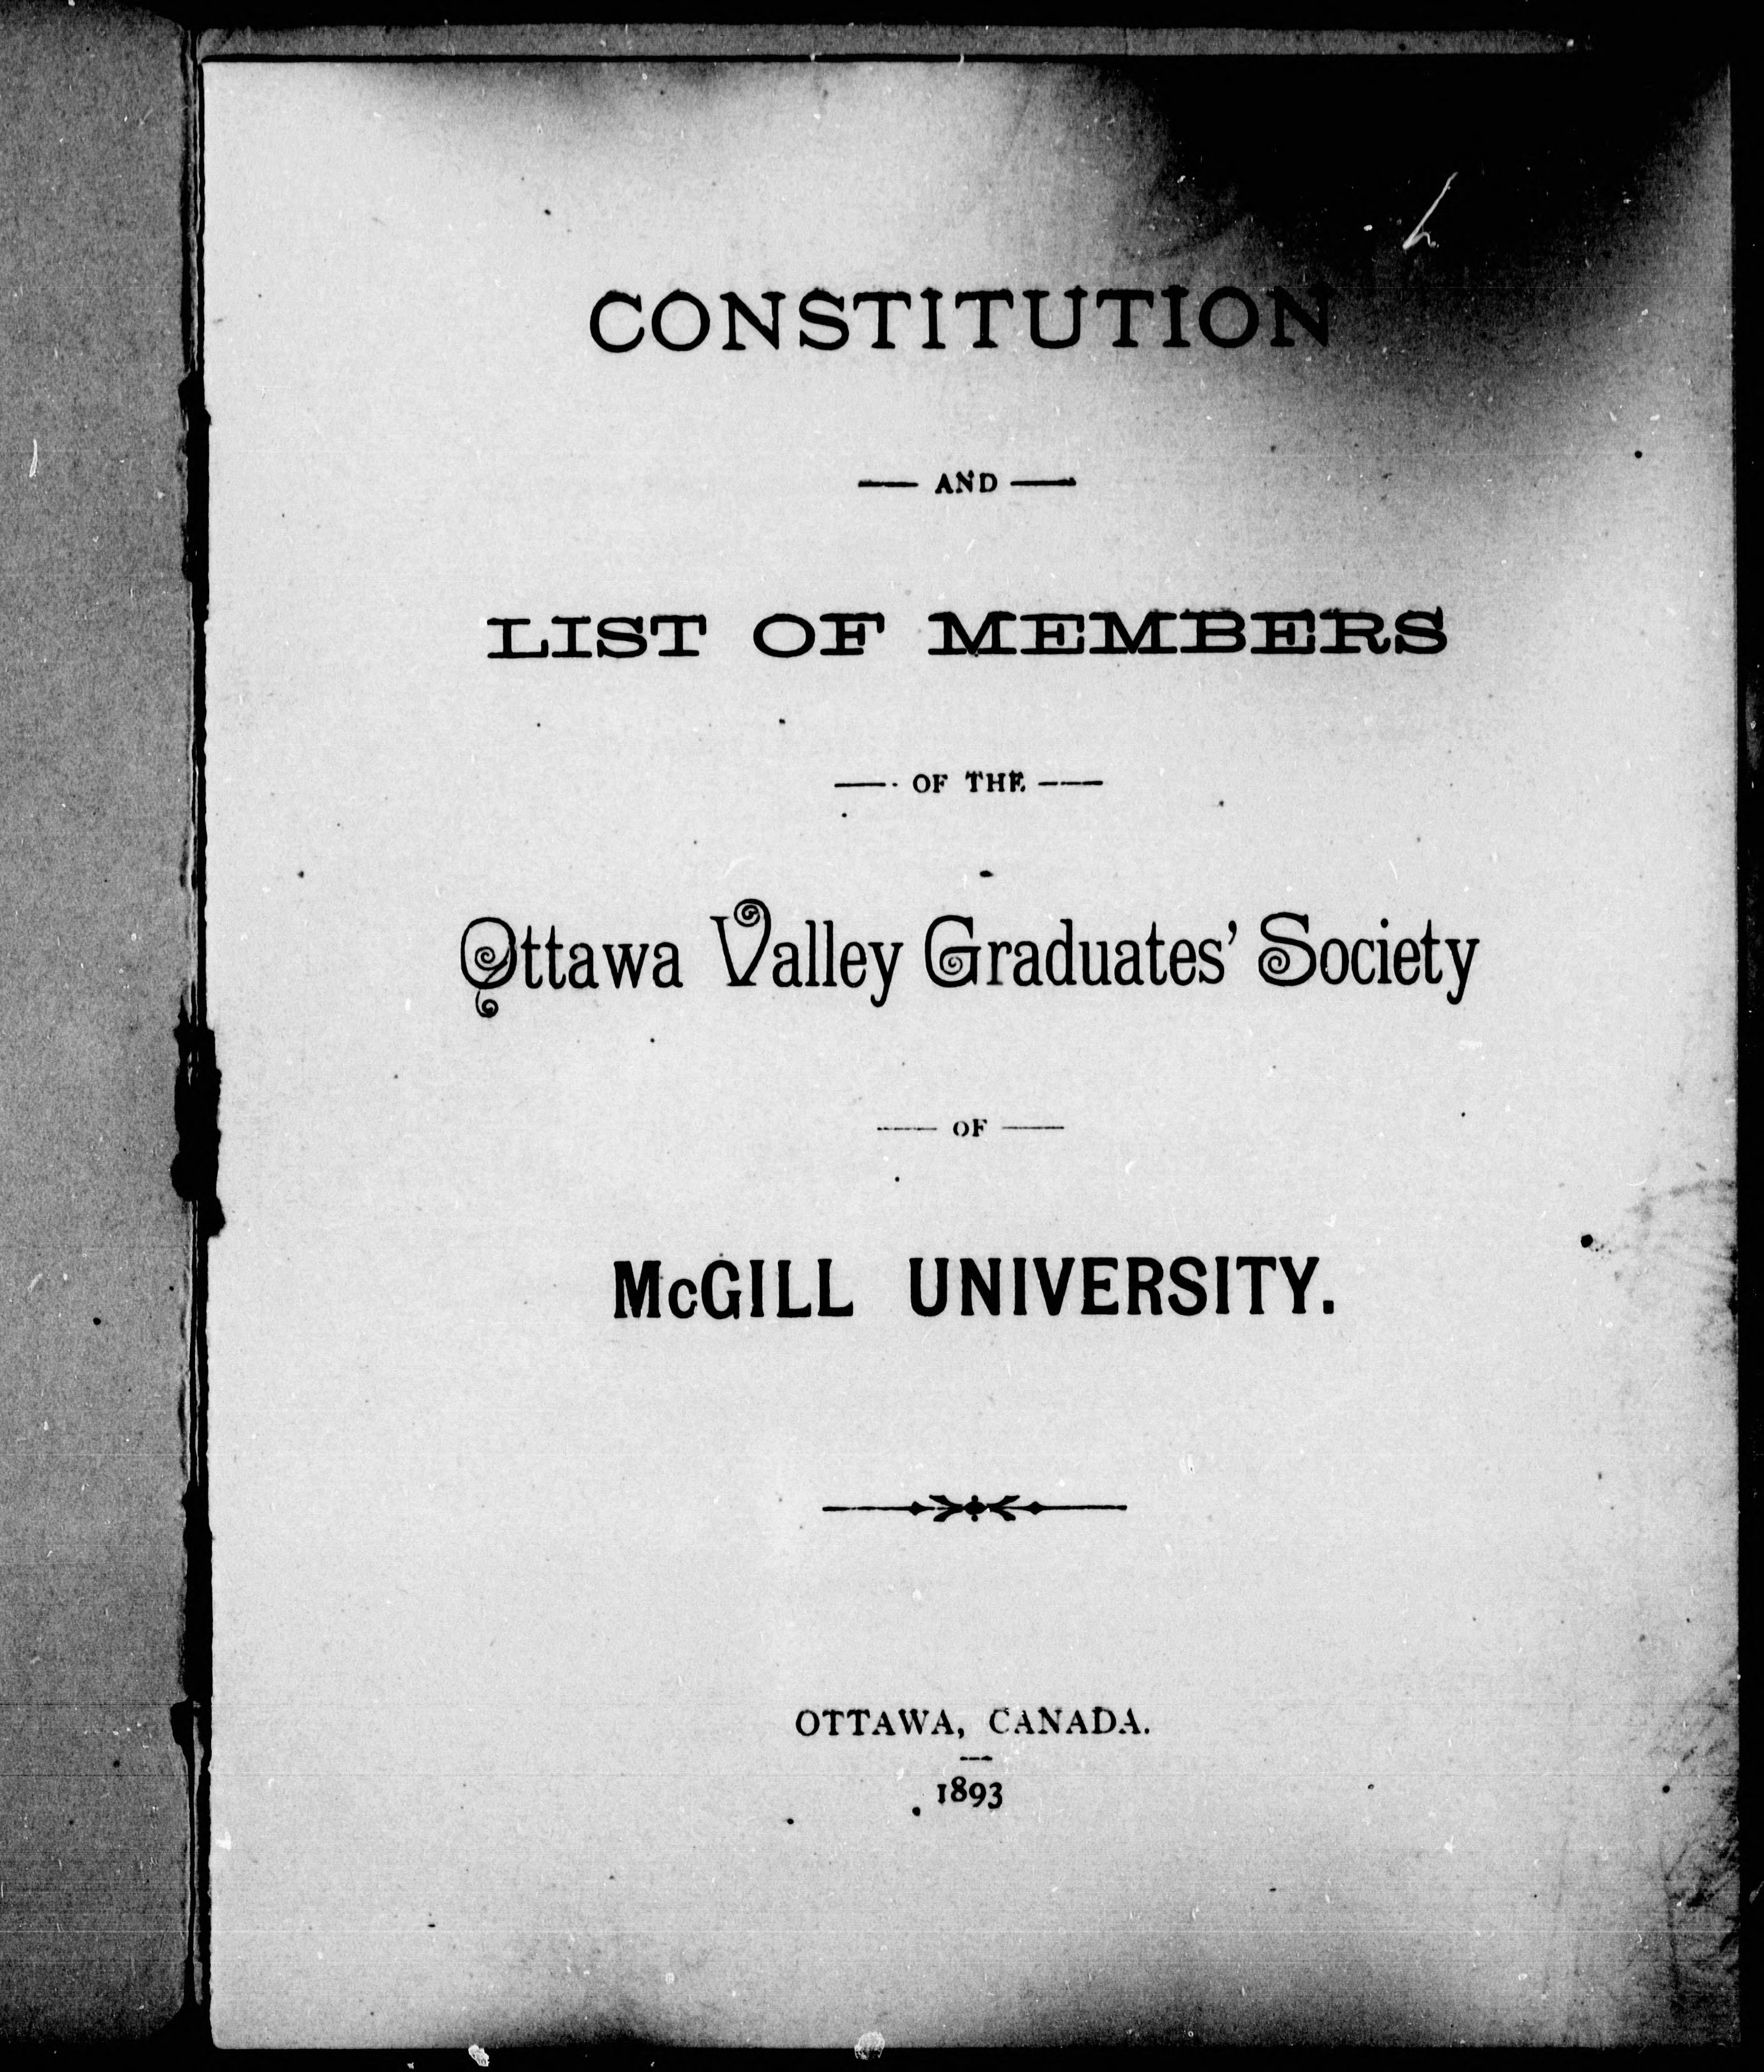 CONSTITUTION
— AND —
LIST OF MEMBERS
— OF THE —
Ottawa Valley Graduates' Society
— OF —
McGILL UNIVERSITY.
OTTAWA, CANADA.
1893